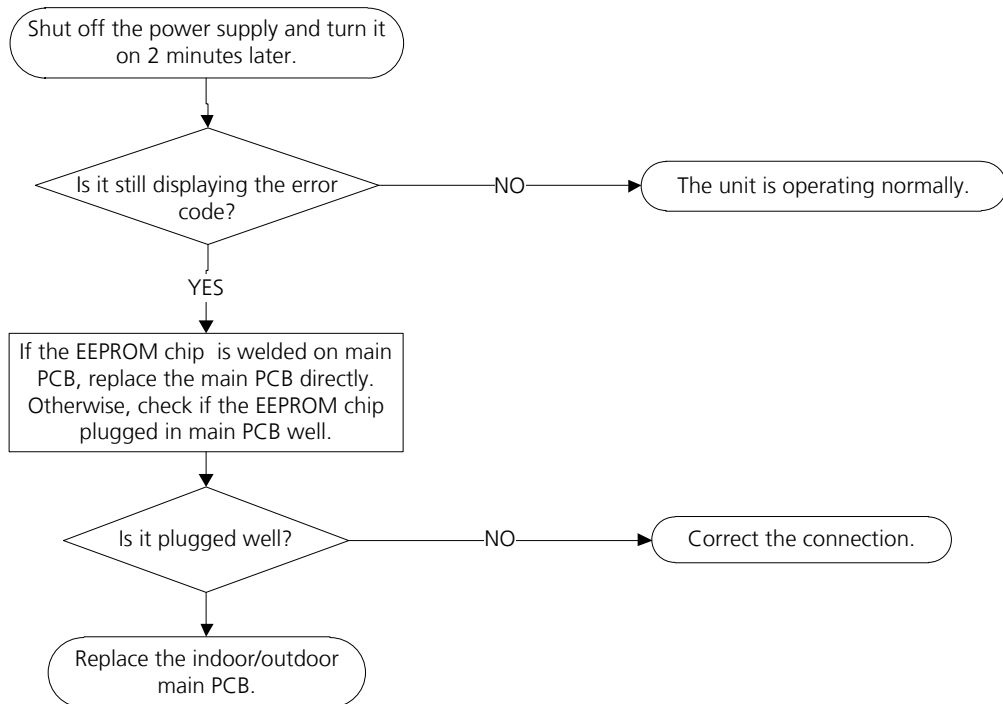 Shut off the power supply and turn it
on 2 minutes later.
Is it still displaying the error
code?
NO
The unit is operating normally.
YES
If the EEPROM chip is welded on main
PCB, replace the main PCB directly.
Otherwise, check if the EEPROM chip
plugged in main PCB well.
Is it plugged well?
NO
Correct the connection.
Replace the indoor/outdoor
main PCB.